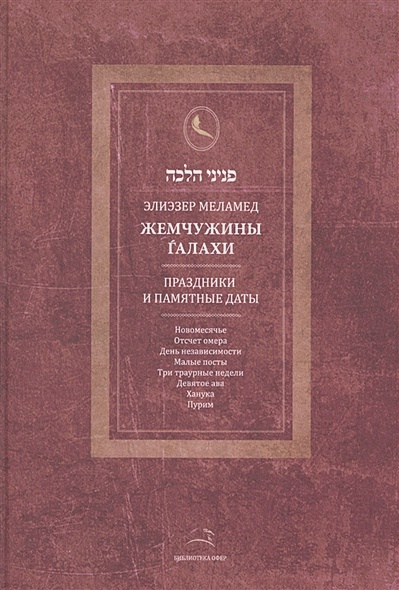 פניני הלכה
ЭЛИЭЗЕР МЕЛАМЕД
ЖЕМЧУЖИНЫ
ЃАЛАХИ
ПРАЗДНИКИ
И ПАМЯТНЫЕ ДАТЫ
Новомесячье
Отсчет омера
День независимости
Малые посты
Три траурные недели
Девятое ава
Ханука
Пурим
БИБЛИОТЕКА ОФЕР